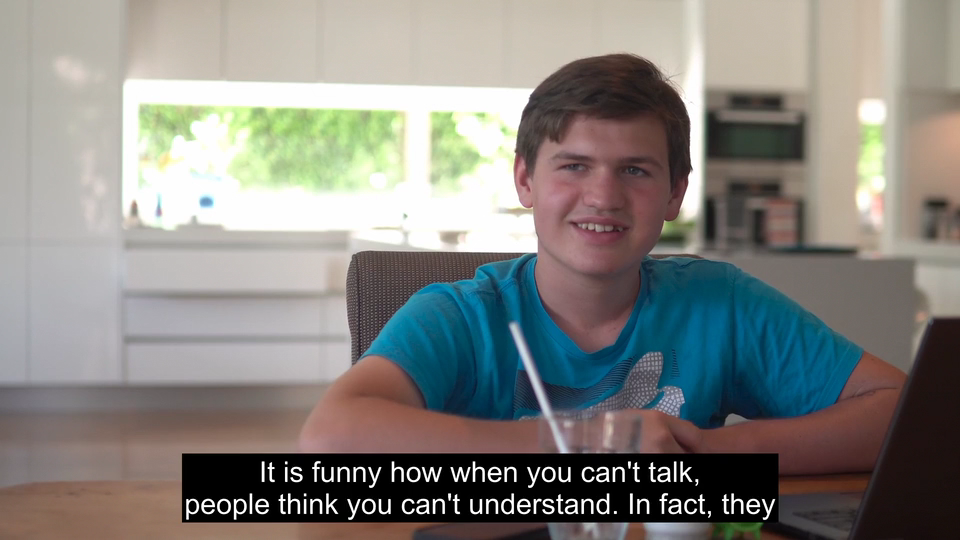 It is funny how when you can't talk,
people think you can't understand. In fact, they